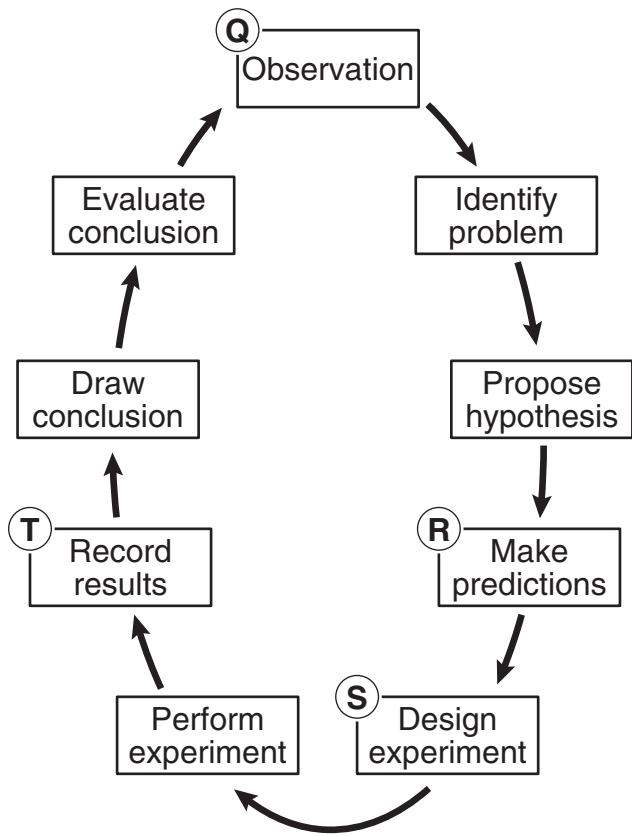 Q
Observation
Identify
problem
Propose
hypothesis
R
Make
predictions
S
Design
experiment
Perform
experiment
T
Record
results
Draw
conclusion
Evaluate
conclusion